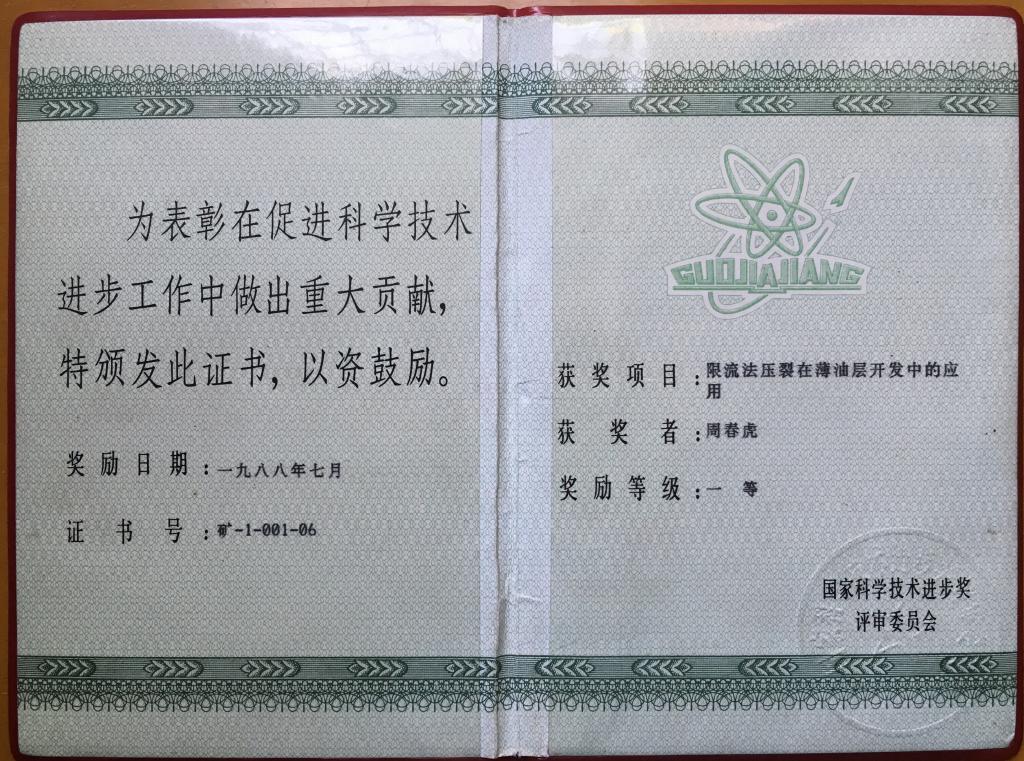 为表彰在促进科学技术
进步工作中做出重大贡献，
特颁发此证书，以资鼓励。
奖励日期：一九八八年七月
证书号：矿-1-001-06
GUOJIAJIANG
获奖项目：限流法压裂在薄油层开发中的应
用
获奖者：周春虎
奖励等级：一 等
国家科学技术进步奖
评审委员会